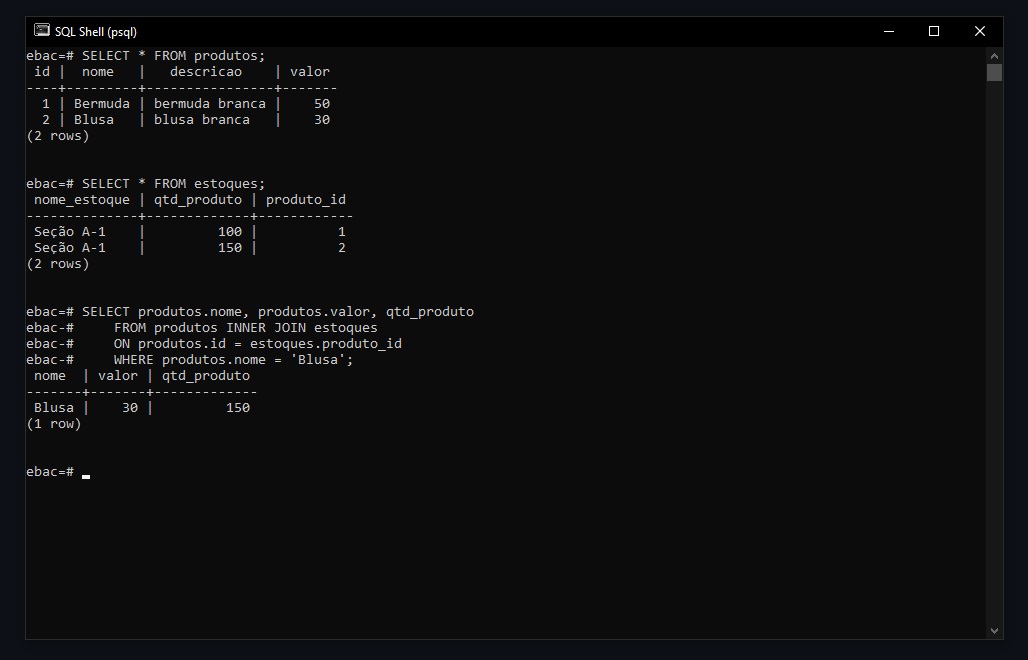 SQL Shell (psql)
ebac=# SELECT * FROM produtos;
 id |  nome   |   descricao    | valor
----+---------+----------------+-------
  1 | Bermuda | bermuda branca |    50
  2 | Blusa   | blusa branca   |    30
(2 rows)
ebac=# SELECT * FROM estoques;
 nome_estoque | qtd_produto | produto_id
--------------+-------------+------------
 Seção A-1    |         100 |          1
 Seção A-1    |         150 |          2
(2 rows)
ebac=# SELECT produtos.nome, produtos.valor, qtd_produto
ebac-#     FROM produtos INNER JOIN estoques
ebac-#     ON produtos.id = estoques.produto_id
ebac-#     WHERE produtos.nome = 'Blusa';
 nome  | valor | qtd_produto
-------+-------+-------------
 Blusa |    30 |         150
(1 row)
ebac=#